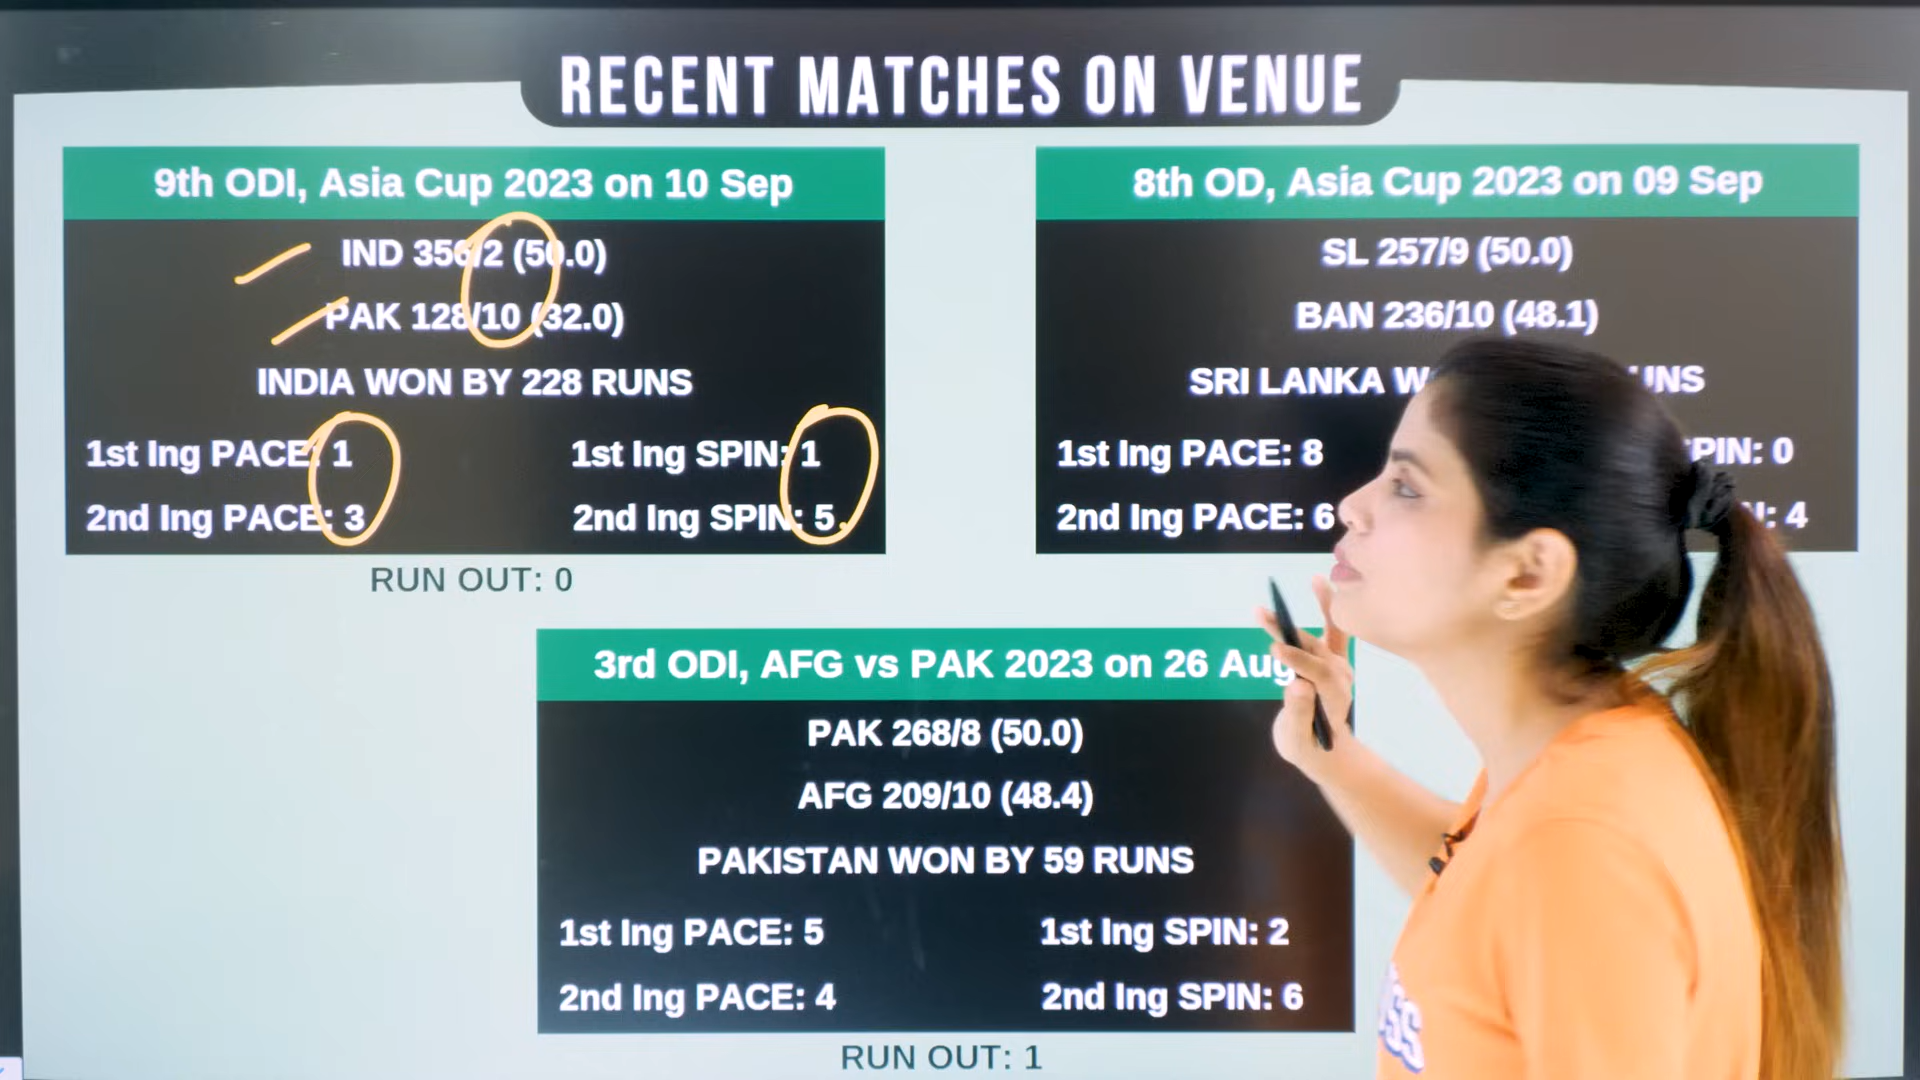 RECENT MATCHES ON VENUE
9th ODI, Asia Cup 2023 on 10 Sep
IND 356/2 (50.0)
PAK 128/10 (32.0)
INDIA WON BY 228 RUNS
1st Ing PACE: 1
1st Ing SPIN: 1
2nd Ing PACE: 3
2nd Ing SPIN: 5
RUN OUT: 0
8th OD, Asia Cup 2023 on 09 Sep
SL 257/9 (50.0)
BAN 236/10 (48.1)
SRI LANKA
1st Ing PACE: 8
0
2nd Ing PACE: 6
4
3rd ODI, AFG vs PAK 2023 on 26 Aug
PAK 268/8 (50.0)
AFG 209/10 (48.4)
PAKISTAN WON BY 59 RUNS
1st Ing PACE: 5
1st Ing SPIN: 2
2nd Ing PACE: 4
2nd Ing SPIN: 6
RUN OUT: 1